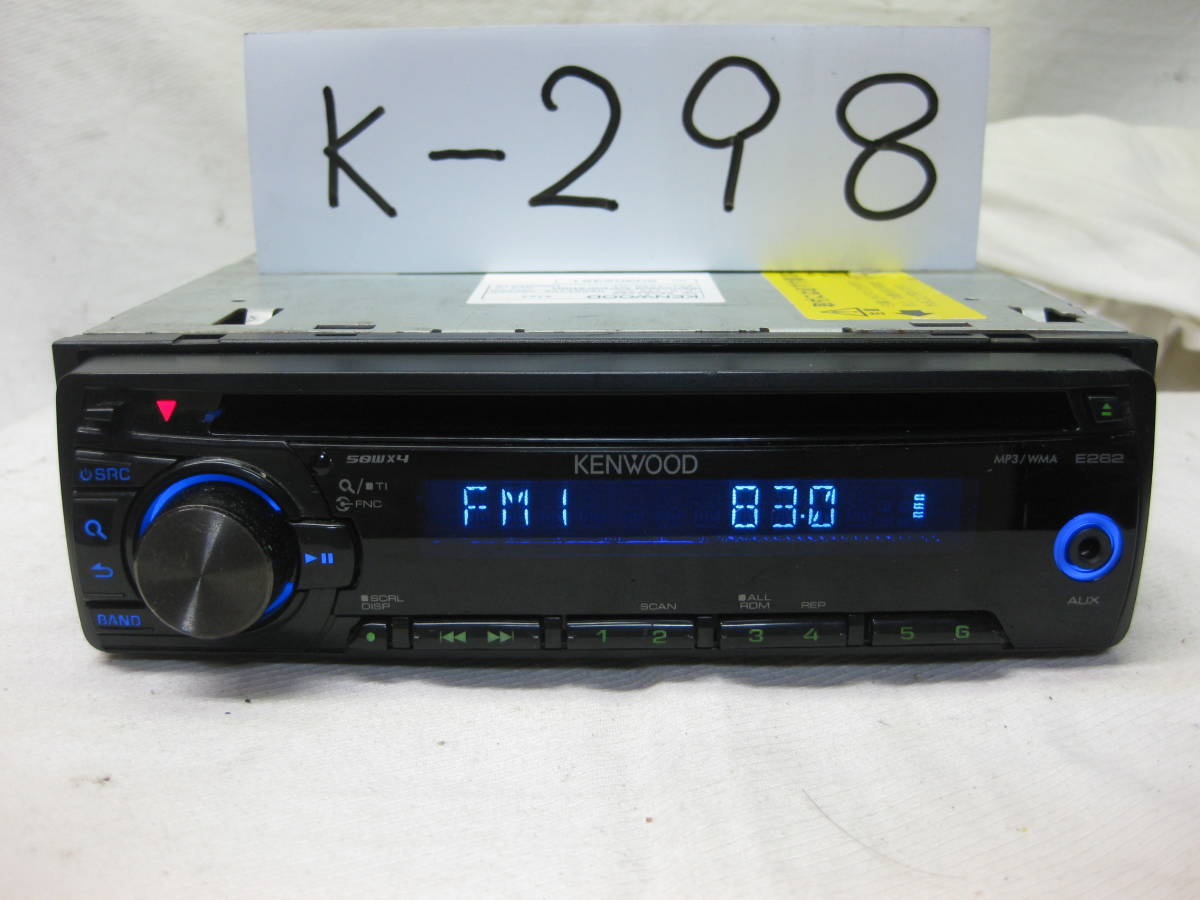 K-298
KENWOOD
50W×4
KENWOOD
MP3/WMA E262
SRC
TI
FNC
FM1 83.0
BAND
AUX
SCRL
DISP
SCAN
ALL
RDM
REP
1 2 3 4 5 6